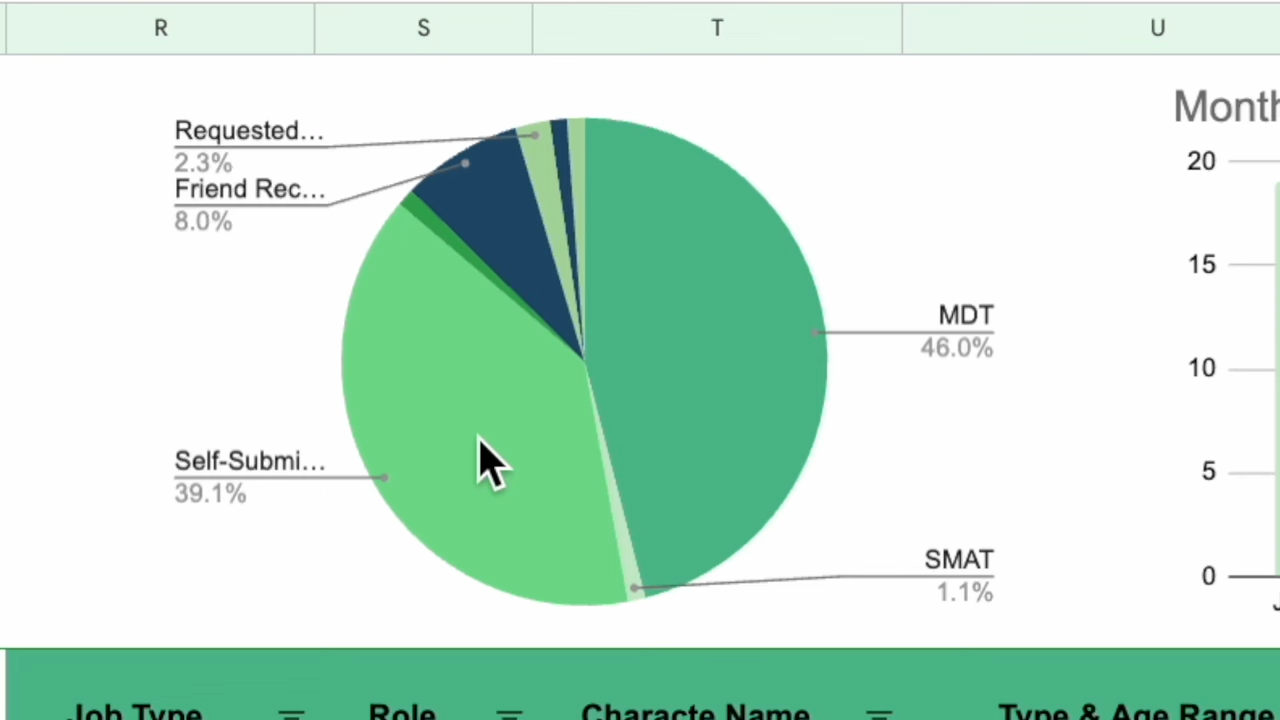 R S T U
Requested…
2.3%
Friend Rec…
8.0%
Self-Submi…
39.1%
MDT
46.0%
SMAT
1.1%
Month
20
15
10
5
0
Job Type Role Characte Name Type & Age Range